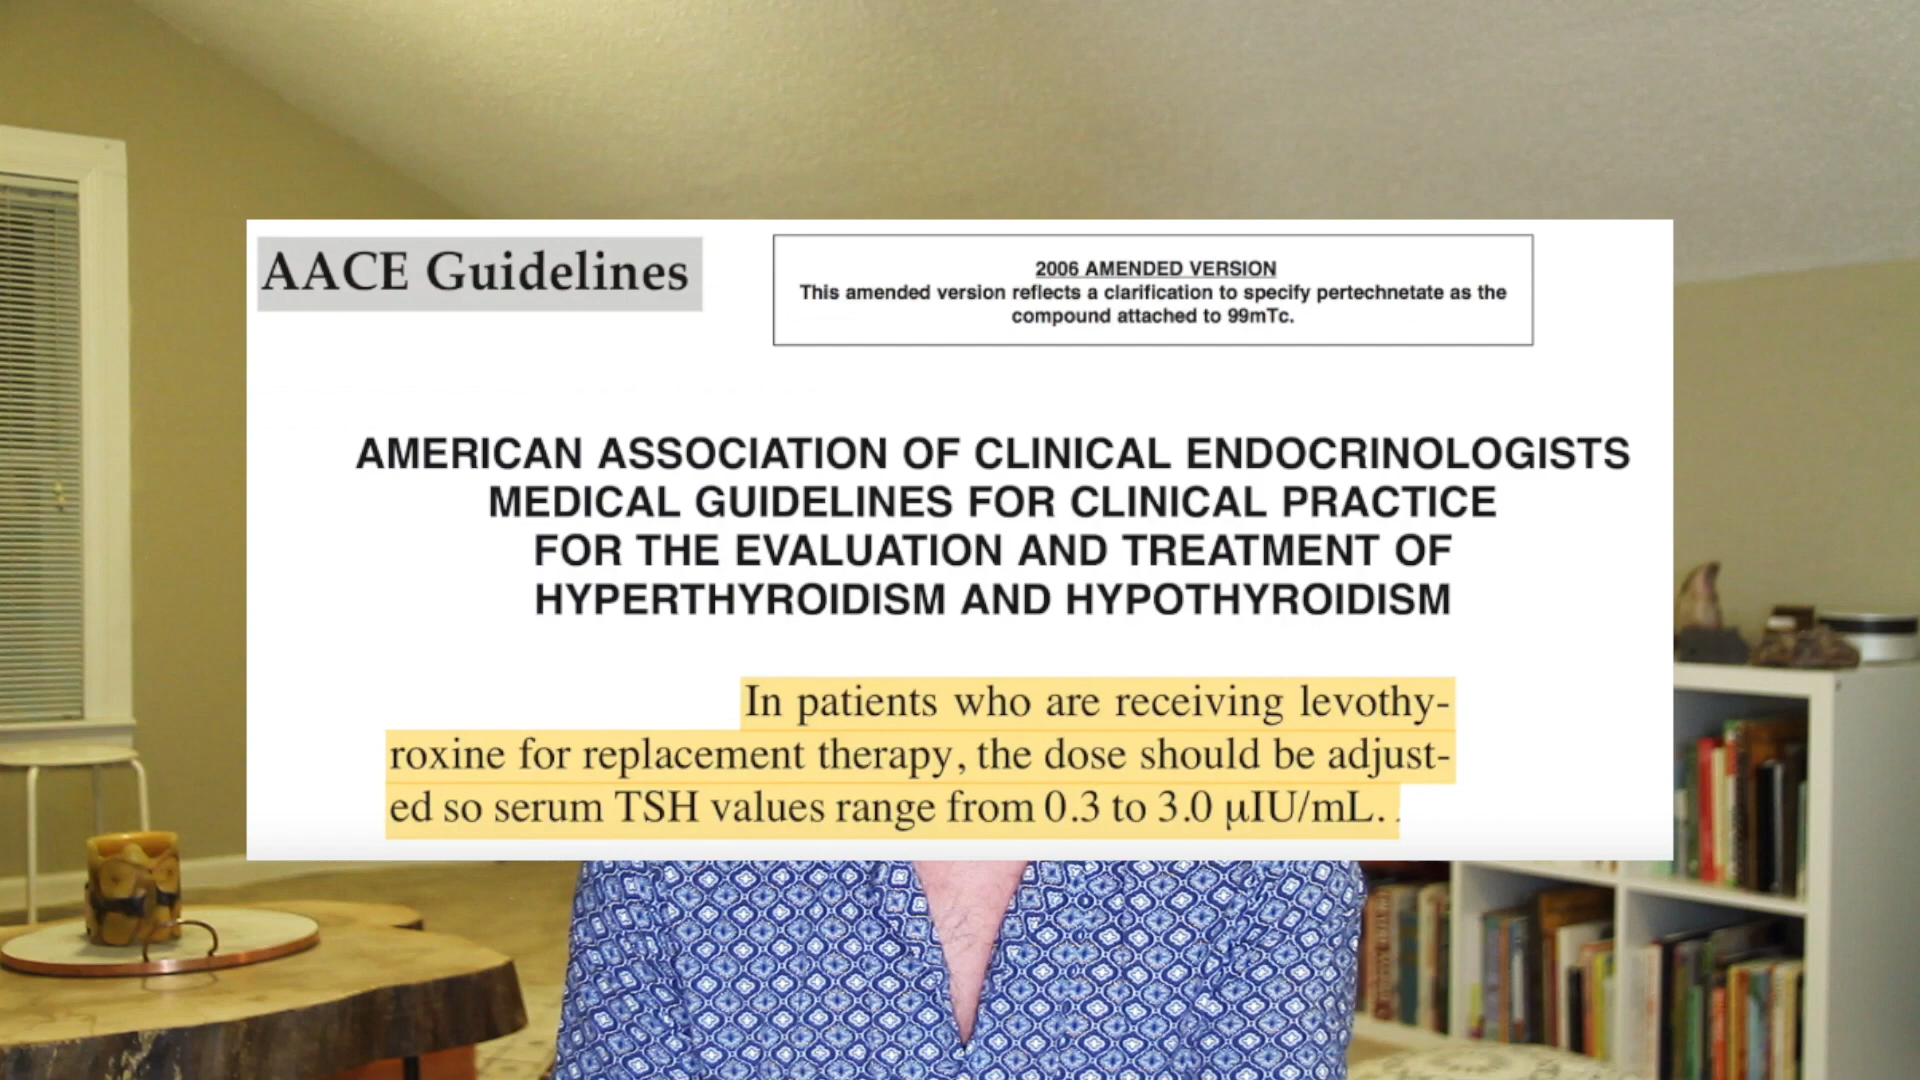 AACE Guidelines
2006 AMENDED VERSION
This amended version reflects a clarification to specify pertechnetate as the
compound attached to 99mTc.
AMERICAN ASSOCIATION OF CLINICAL ENDOCRINOLOGISTS
MEDICAL GUIDELINES FOR CLINICAL PRACTICE
FOR THE EVALUATION AND TREATMENT OF
HYPERTHYROIDISM AND HYPOTHYROIDISM
In patients who are receiving levothy-
roxine for replacement therapy, the dose should be adjust-
ed so serum TSH values range from 0.3 to 3.0 μIU/mL.